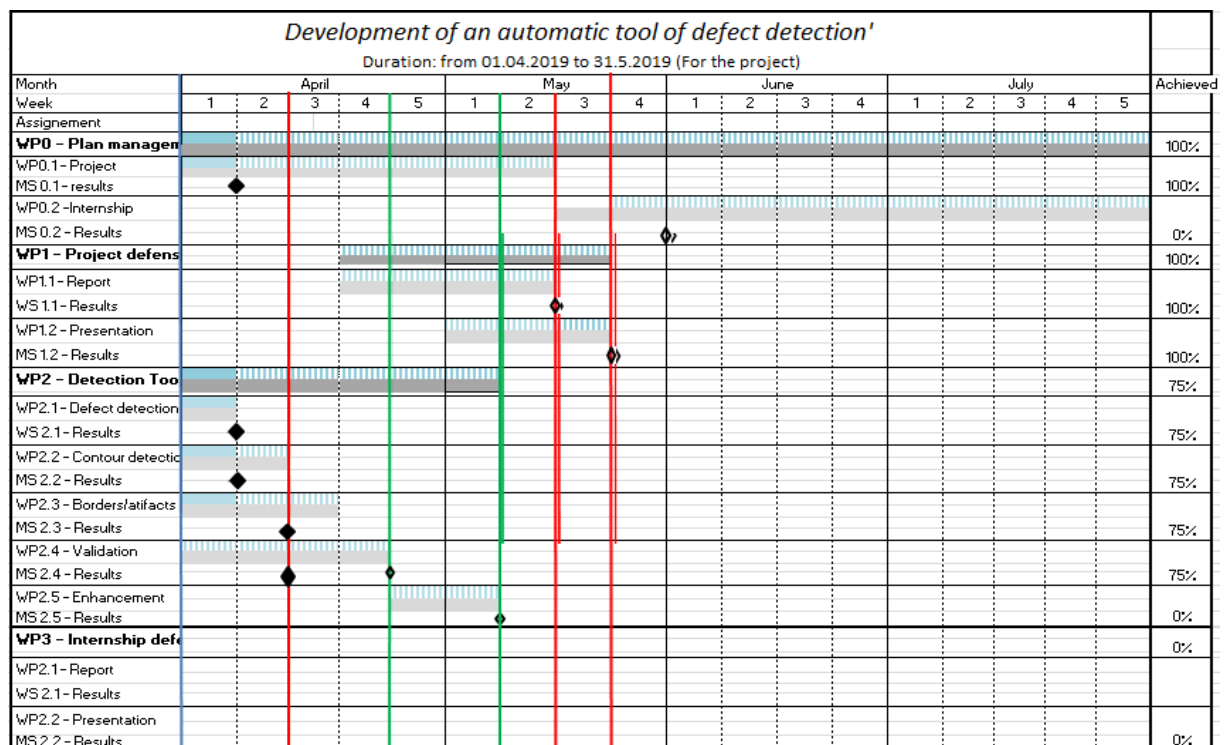 Development of an automatic tool of defect detection'
Duration: from 01.04.2019 to 31.5.2019 (For the project)
Month April May June July Achieved
Week 1 2 3 4 5 1 2 3 4 1 2 3 4 1 2 3 4 5
Assignement
WP0 - Plan managem 100%
WP0.1 - Project
MS 0.1 - results 100%
WP0.2 -Internship
MS 0.2 - Results 0%
WP1 - Project defens 100%
WP1.1 - Report
WS 1.1 - Results 100%
WP1.2 - Presentation
MS 1.2 - Results 100%
WP2 - Detection Too 75%
WP2.1 - Defect detection
WS 2.1 - Results 75%
WP2.2 - Contour detectic
MS 2.2 - Results 75%
WP2.3 - Borders/atifacts
MS 2.3 - Results 75%
WP2.4 - Validation
MS 2.4 - Results 75%
WP2.5 - Enhancement
MS 2.5 - Results 0%
WP3 - Internship defe 0%
WP2.1 - Report
WS 2.1 - Results
WP2.2 - Presentation
MS 2.2 - Results 0%